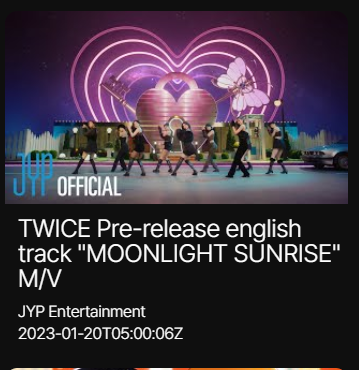 JYP OFFICIAL
TWICE Pre-release english
track "MOONLIGHT SUNRISE"
M/V
JYP Entertainment
2023-01-20T05:00:06Z